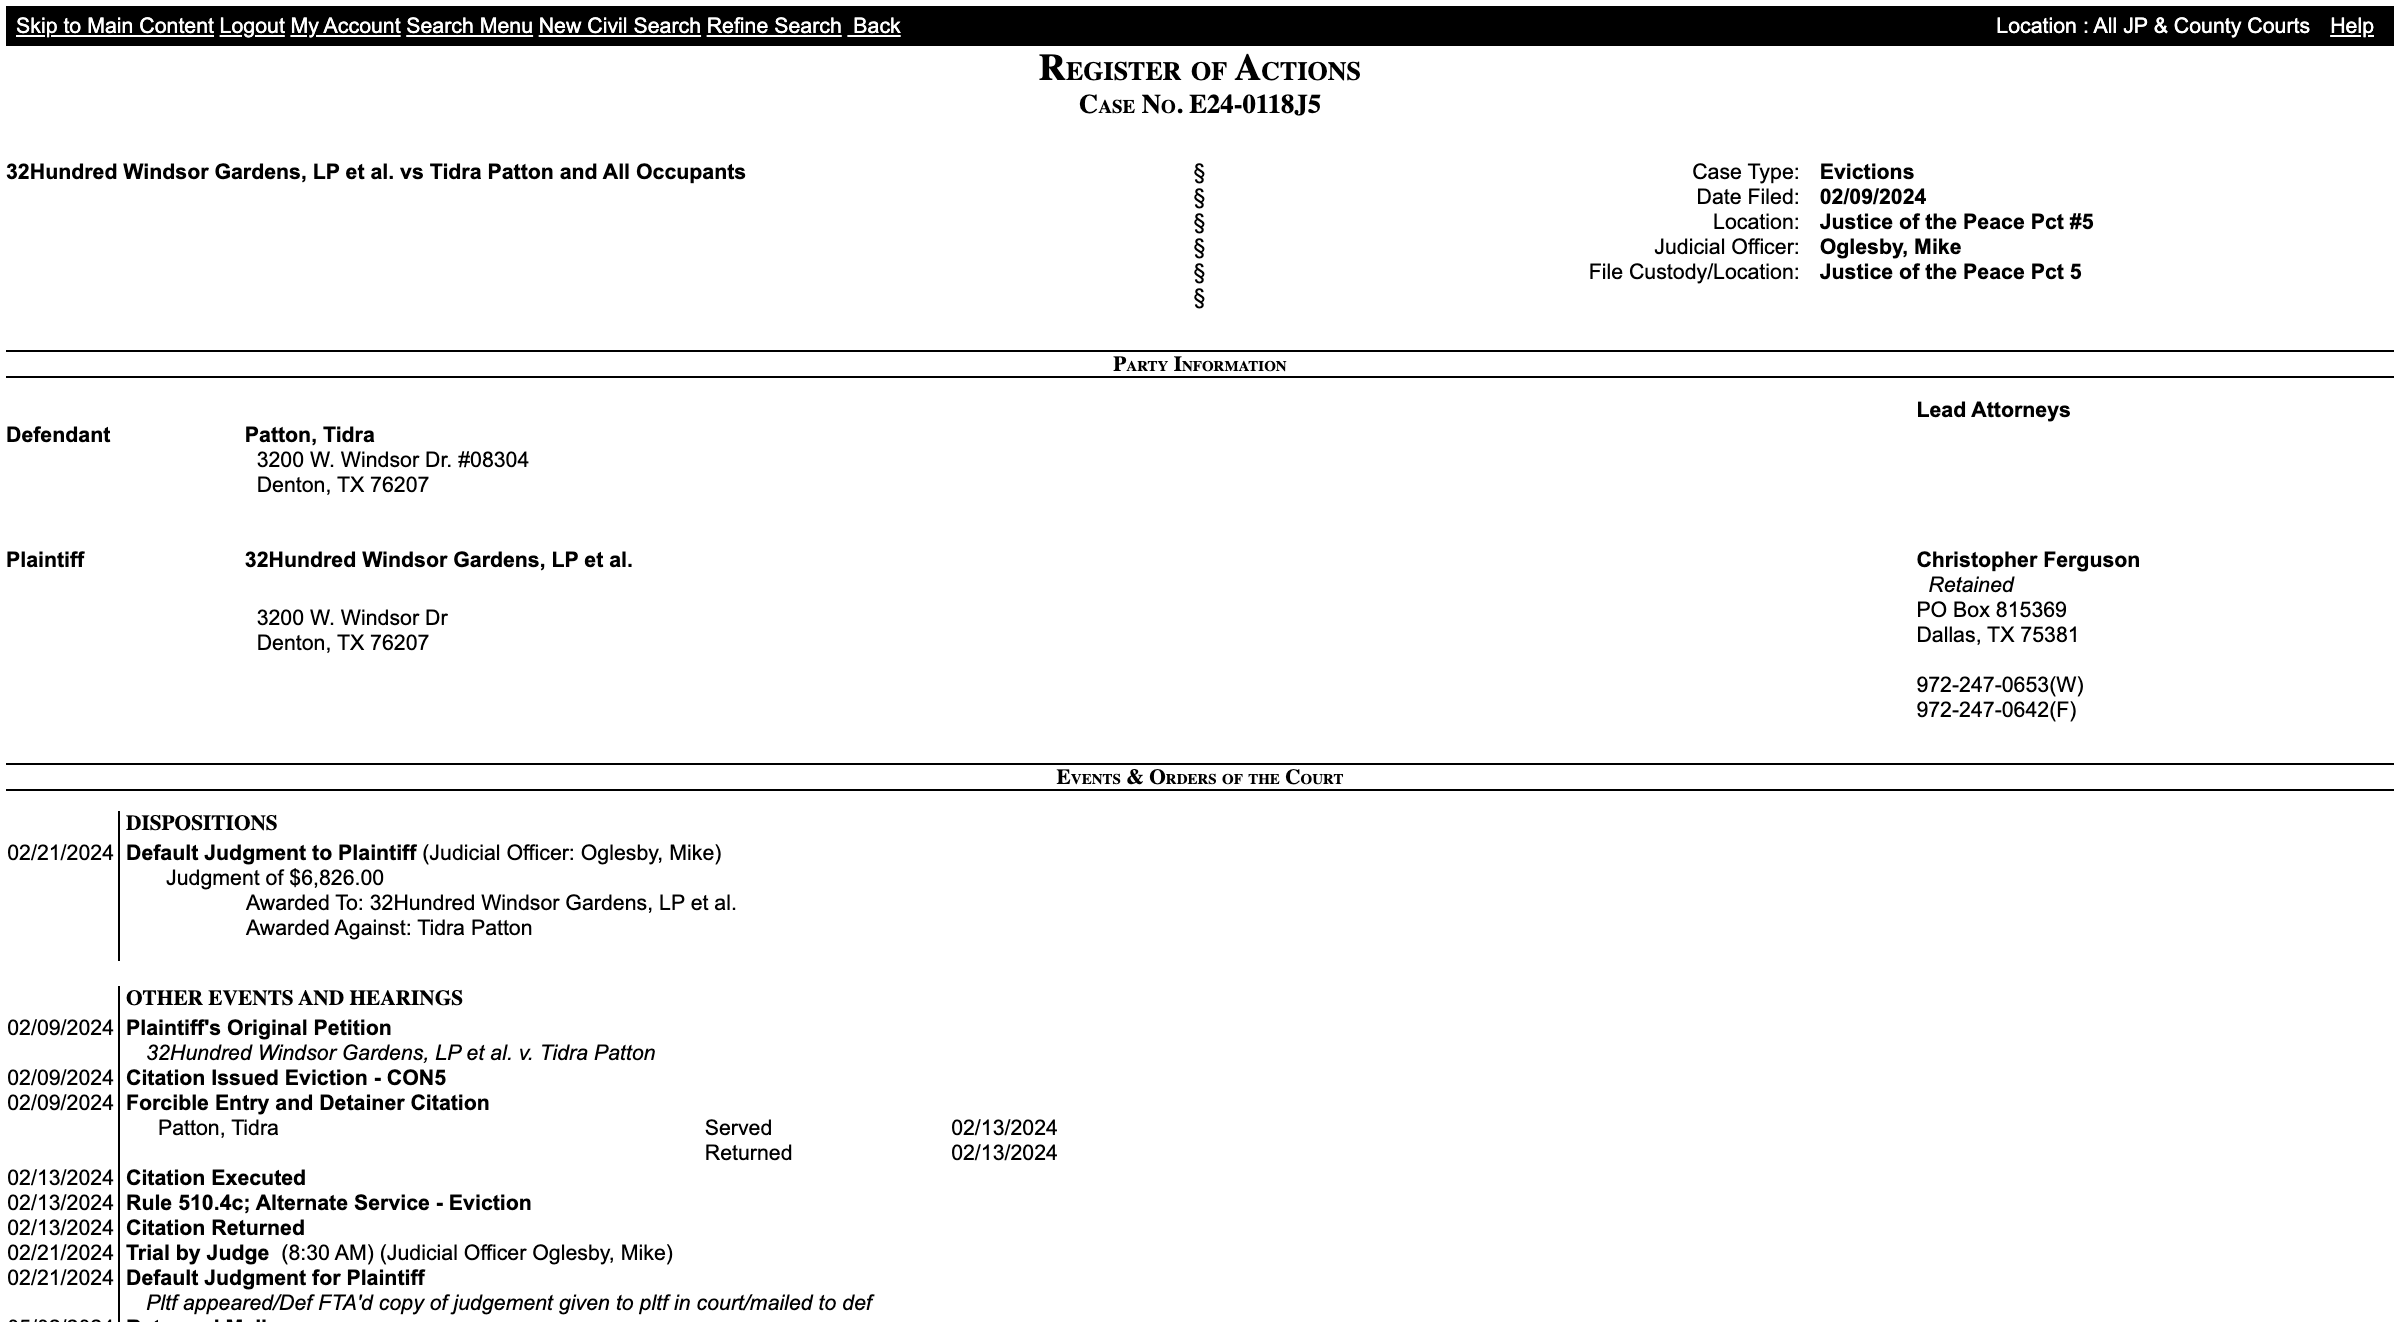 Skip to Main Content Logout My Account Search Menu New Civil Search Refine Search Back Location : All JP & County Courts Help
REGISTER OF ACTIONS
CASE NO. E24-0118J5
32Hundred Windsor Gardens, LP et al. vs Tidra Patton and All Occupants
§
§
§
§
§
§
Case Type: Evictions
Date Filed: 02/09/2024
Location: Justice of the Peace Pct #5
Judicial Officer: Oglesby, Mike
File Custody/Location: Justice of the Peace Pct 5
PARTY INFORMATION
Lead Attorneys
Defendant Patton, Tidra
3200 W. Windsor Dr. #08304
Denton, TX 76207
Plaintiff 32Hundred Windsor Gardens, LP et al.
3200 W. Windsor Dr
Denton, TX 76207
Christopher Ferguson
Retained
PO Box 815369
Dallas, TX 75381
972-247-0653(W)
972-247-0642(F)
EVENTS & ORDERS OF THE COURT
DISPOSITIONS
02/21/2024 Default Judgment to Plaintiff (Judicial Officer: Oglesby, Mike)
Judgment of $6,826.00
Awarded To: 32Hundred Windsor Gardens, LP et al.
Awarded Against: Tidra Patton
OTHER EVENTS AND HEARINGS
02/09/2024 Plaintiff's Original Petition
32Hundred Windsor Gardens, LP et al. v. Tidra Patton
02/09/2024 Citation Issued Eviction - CON5
02/09/2024 Forcible Entry and Detainer Citation
Patton, Tidra Served 02/13/2024
Returned 02/13/2024
02/13/2024 Citation Executed
02/13/2024 Rule 510.4c; Alternate Service - Eviction
02/13/2024 Citation Returned
02/21/2024 Trial by Judge (8:30 AM) (Judicial Officer Oglesby, Mike)
02/21/2024 Default Judgment for Plaintiff
Pltf appeared/Def FTA'd copy of judgement given to pltf in court/mailed to def